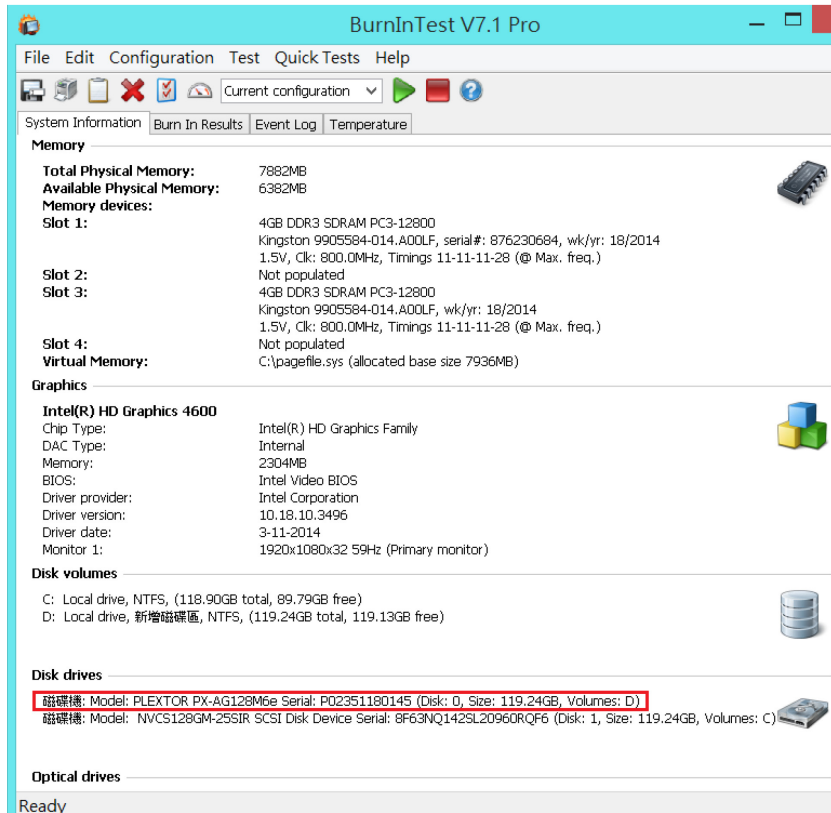 BurnInTest V7.1 Pro
File Edit Configuration Test Quick Tests Help
Current configuration
System Information Burn In Results Event Log Temperature
Memory
Total Physical Memory: 7882MB
Available Physical Memory: 6382MB
Memory devices:
Slot 1: 4GB DDR3 SDRAM PC3-12800
Kingston 9905584-014.A00LF, serial#: 876230684, wk/yr: 18/2014
1.5V, Clk: 800.0MHz, Timings 11-11-11-28 (@ Max. freq.)
Slot 2: Not populated
Slot 3: 4GB DDR3 SDRAM PC3-12800
Kingston 9905584-014.A00LF, wk/yr: 18/2014
1.5V, Clk: 800.0MHz, Timings 11-11-11-28 (@ Max. freq.)
Slot 4: Not populated
Virtual Memory: C:\pagefile.sys (allocated base size 7936MB)
Graphics
Intel(R) HD Graphics 4600
Chip Type: Intel(R) HD Graphics Family
DAC Type: Internal
Memory: 2304MB
BIOS: Intel Video BIOS
Driver provider: Intel Corporation
Driver version: 10.18.10.3496
Driver date: 3-11-2014
Monitor 1: 1920x1080x32 59Hz (Primary monitor)
Disk volumes
C: Local drive, NTFS, (118.90GB total, 89.79GB free)
D: Local drive, 新增磁碟區, NTFS, (119.24GB total, 119.13GB free)
Disk drives
磁碟機: Model: PLEXTOR PX-AG128M6e Serial: P02351180145 (Disk: 0, Size: 119.24GB, Volumes: D)
磁碟機: Model: NVCS128GM-25SIR SCSI Disk Device Serial: 8F63NQ142SL20960RQF6 (Disk: 1, Size: 119.24GB, Volumes: C)
Optical drives
Ready